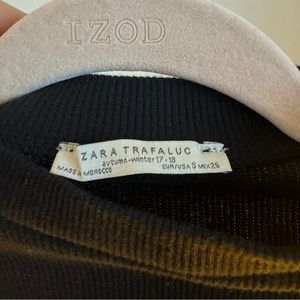 IZOD
ZARA TRAFALUC
autumn-winter 17·18
MADE IN MOROCCO
EUR/USA S MEX 26